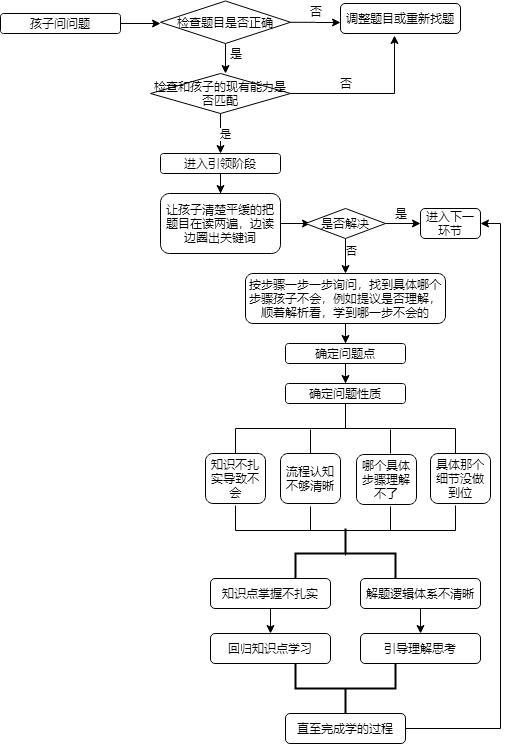 孩子问问题
检查题目是否正确
否
调整题目或重新找题
是
检查和孩子的现有能力是
否匹配
否
是
进入引领阶段
让孩子清楚平缓的把
题目在读两遍，边读
边圈出关键词
是否解决
是
进入下一
环节
否
按步骤一步一步询问，找到具体哪个
步骤孩子不会，例如提议是否理解，
顺着解析看，学到哪一步不会的
确定问题点
确定问题性质
知识不扎
实导致不
会
流程认知
不够清晰
哪个具体
步骤理解
不了
具体那个
细节没做
到位
知识点掌握不扎实
解题逻辑体系不清晰
回归知识点学习
引导理解思考
直至完成学的过程